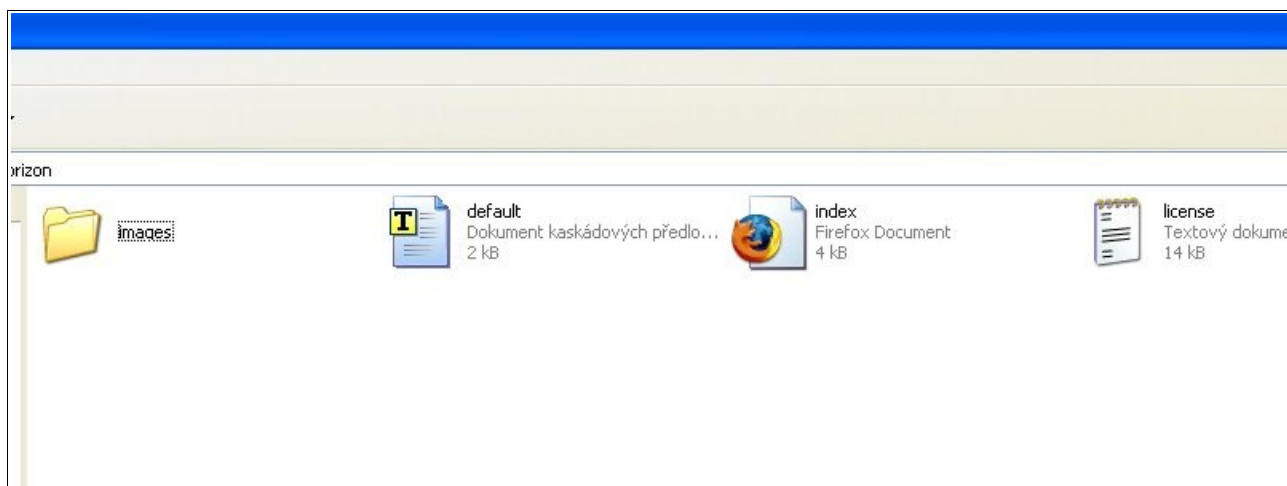 orizon
images
default
Dokument kaskádových předlo...
2 kB
index
Firefox Document
4 kB
license
Textový dokume
14 kB